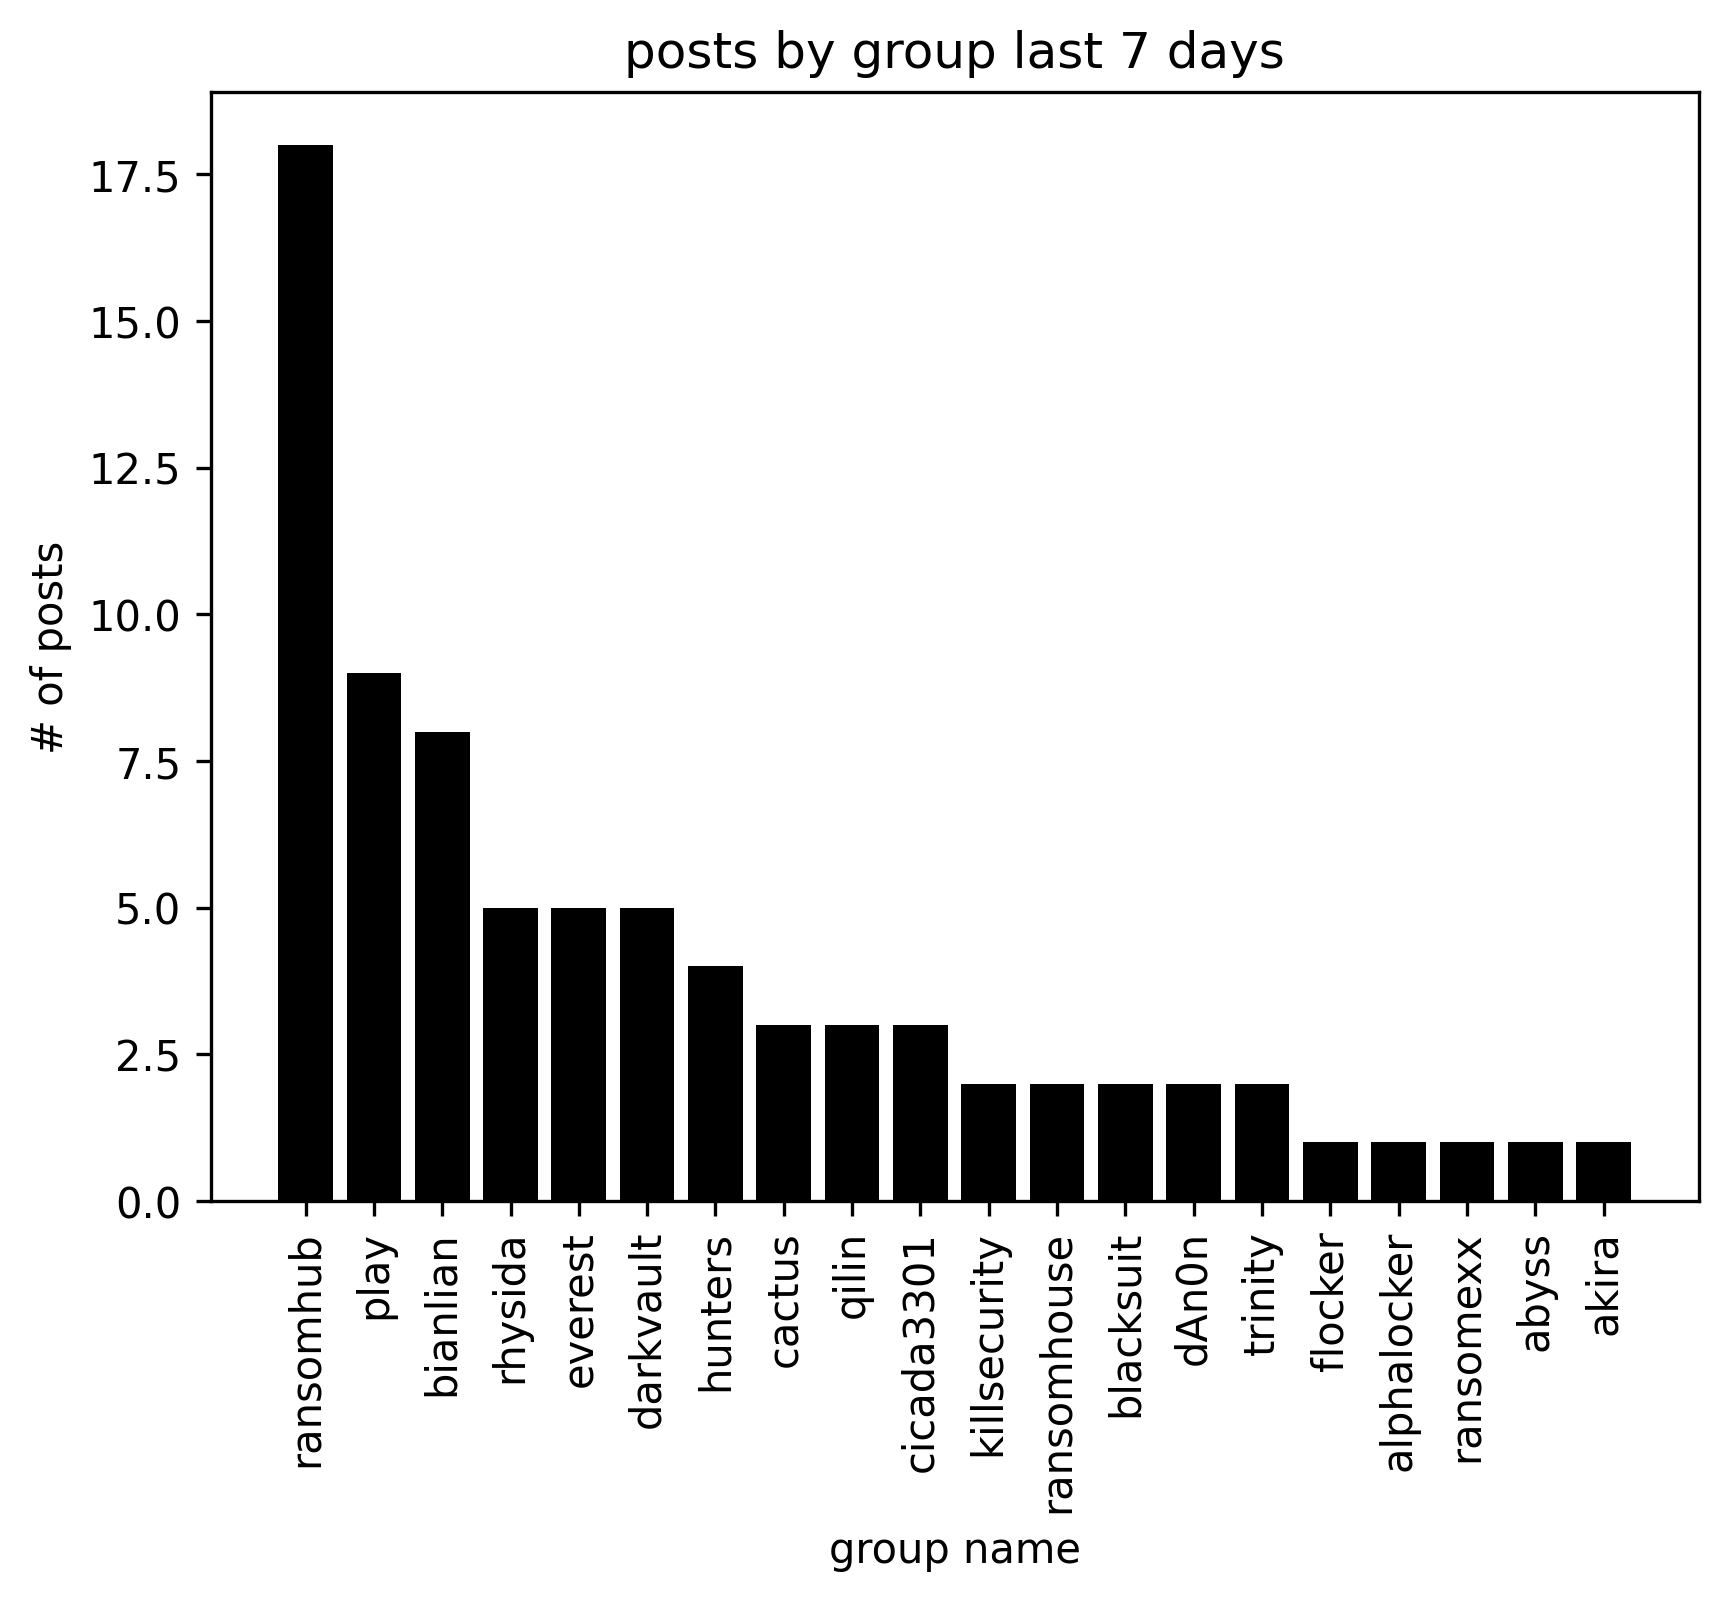 posts by group last 7 days
# of posts
17.5
15.0
12.5
10.0
7.5
5.0
2.5
0.0
ransomhub
play
bianlian
rhysida
everest
darkvault
hunters
cactus
qilin
cicada3301
killsecurity
ransomhouse
blacksuit
dAn0n
trinity
flocker
alphalocker
ransomexx
abyss
akira
group name